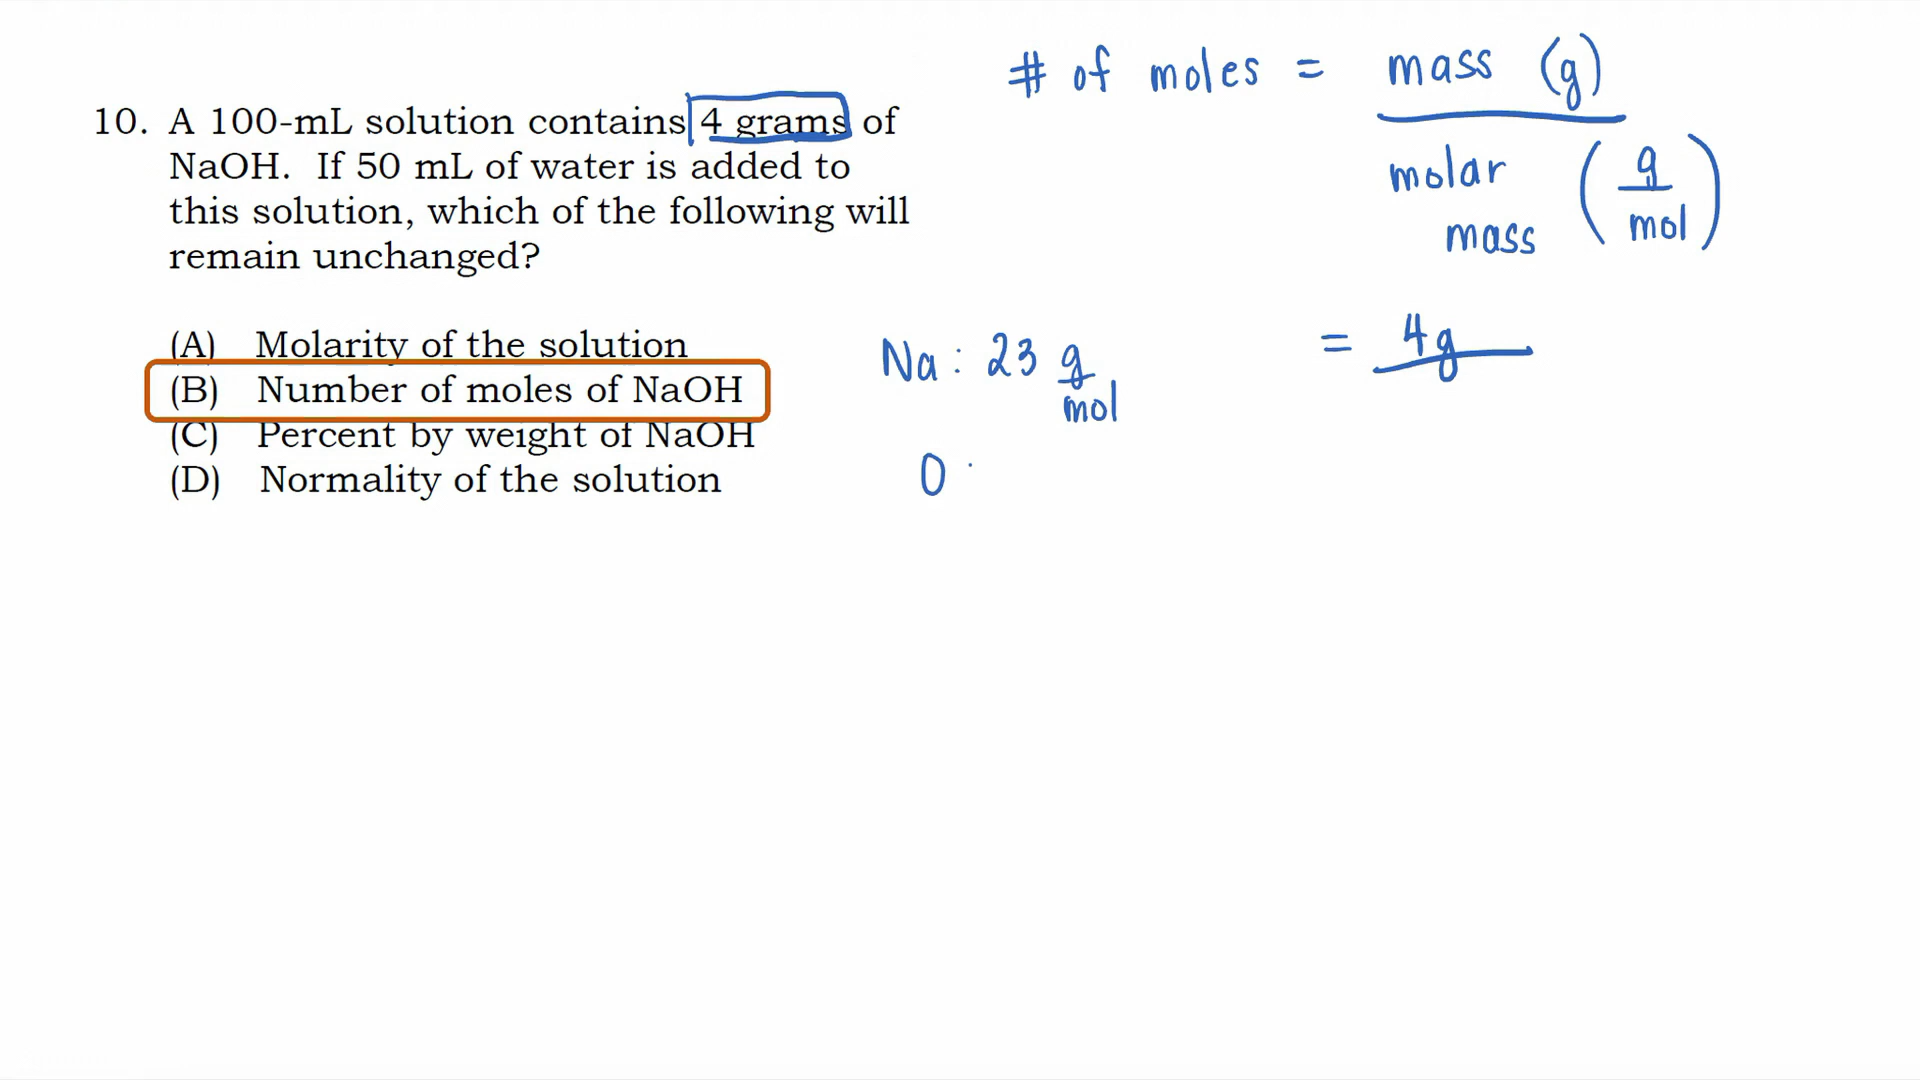 10. A 100-mL solution contains 4 grams of
NaOH. If 50 mL of water is added to
this solution, which of the following will
remain unchanged?
(A) Molarity of the solution
(B) Number of moles of NaOH
(C) Percent by weight of NaOH
(D) Normality of the solution
# of moles = mass (g)
molar mass (g/mol)
= 4g
Na: 23 g/mol
O